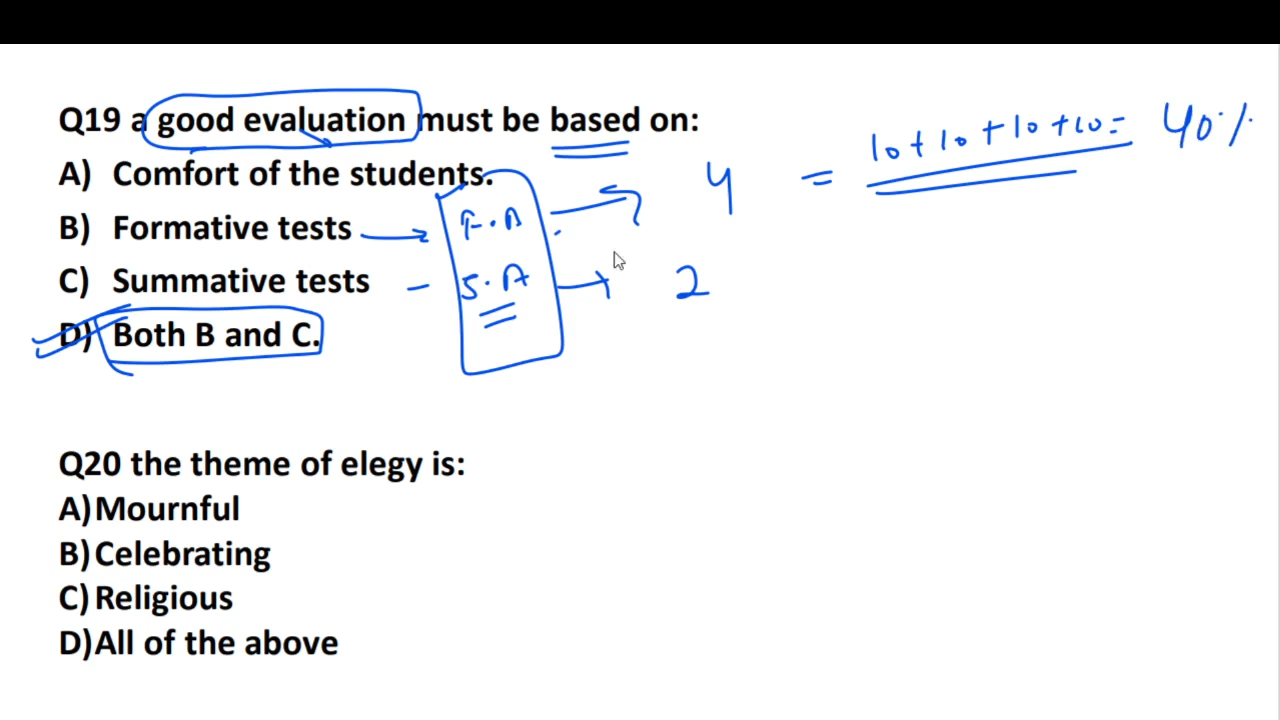 Q19 a good evaluation must be based on:
A) Comfort of the students.
B) Formative tests
C) Summative tests
D) Both B and C.
F.A 4 = 10+10+10+10= 40%
S.A 2
Q20 the theme of elegy is:
A)Mournful
B)Celebrating
C)Religious
D)All of the above